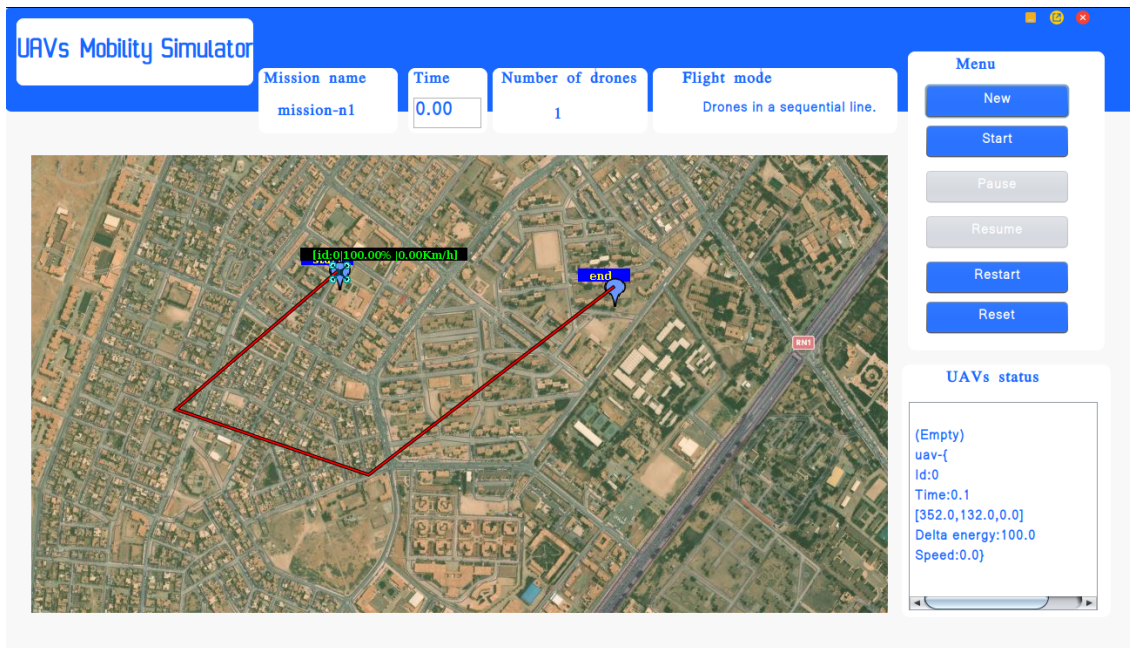 UAVs Mobility Simulator
Mission name
mission-n1
Time
0.00
Number of drones
1
Flight mode
Drones in a sequential line.
Menu
New
Start
Pause
Resume
Restart
Reset
[id:0|100.00% |0.00Km/h]
end
RN1
UAVs status
(Empty)
uav-{
Id:0
Time:0.1
[352.0,132.0,0.0]
Delta energy:100.0
Speed:0.0}